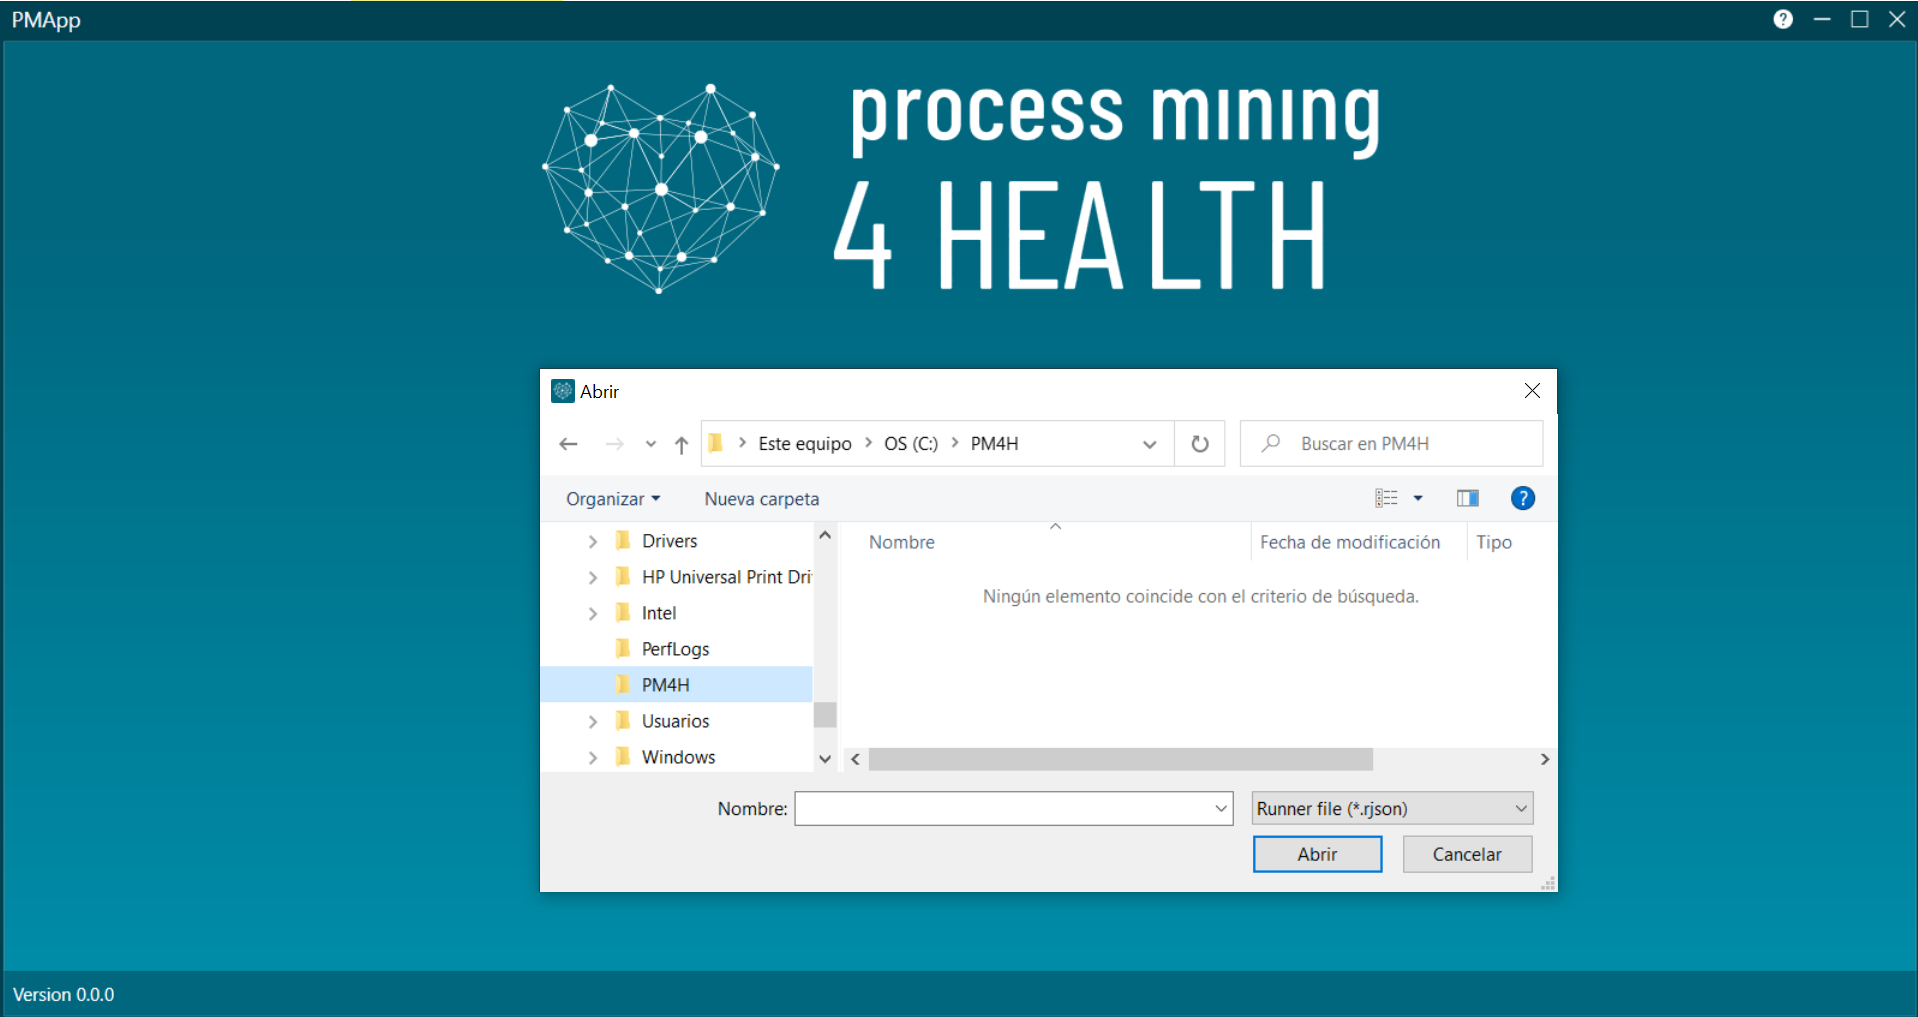 PMApp
process mining
4 HEALTH
Abrir
Este equipo OS (C:) PM4H
Buscar en PM4H
Organizar
Nueva carpeta
Drivers
HP Universal Print Dri
Intel
PerfLogs
PM4H
Usuarios
Windows
Nombre Fecha de modificación Tipo
Ningún elemento coincide con el criterio de búsqueda.
Nombre:
Runner file (*.rjson)
Abrir
Cancelar
Version 0.0.0